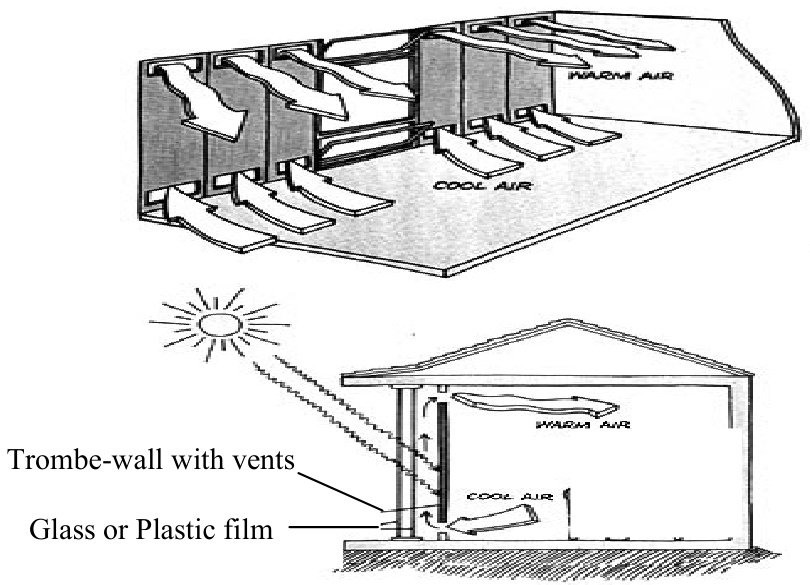 WARM AIR
COOL AIR
WARM AIR
Trombe-wall with vents
COOL AIR
Glass or Plastic film